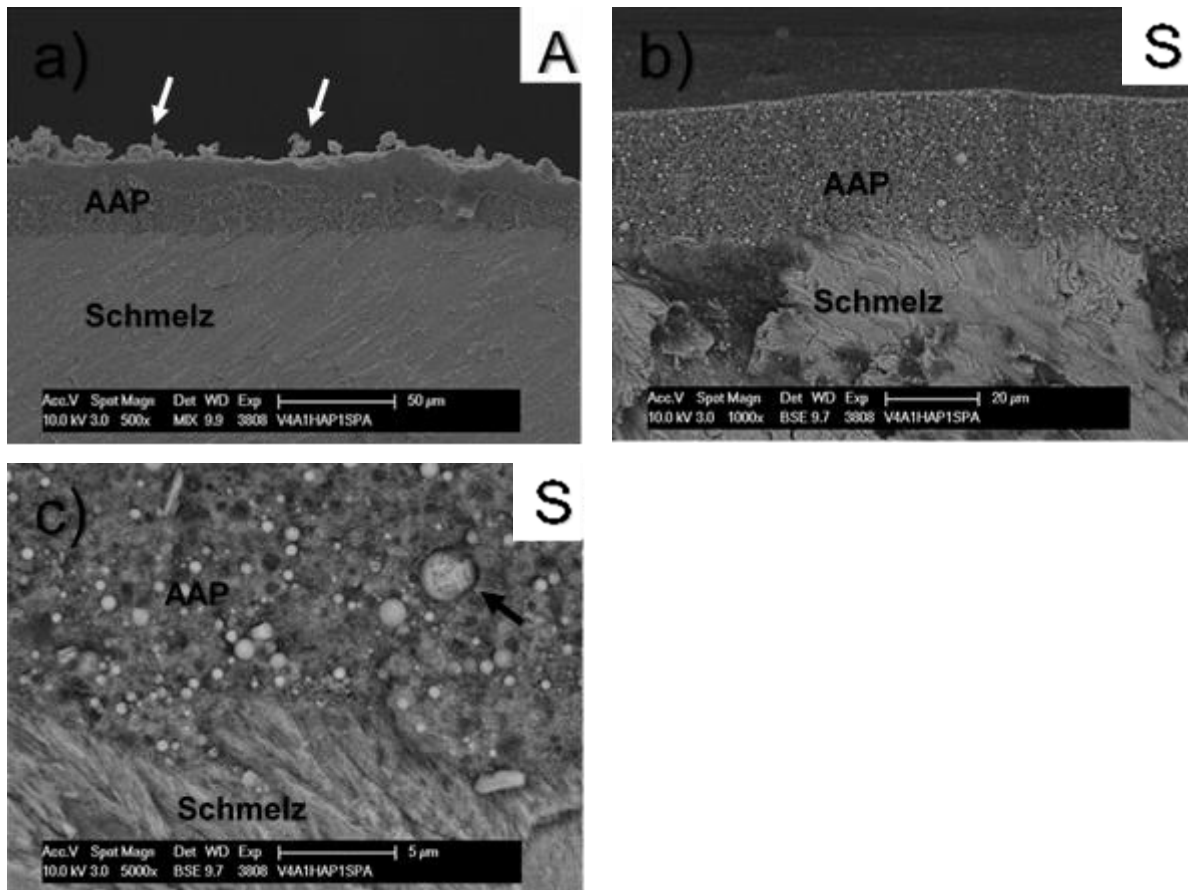 a)
A
AAP
Schmelz
Acc.V Spot Magn Det WD Exp 50 µm
10.0 kV 3.0 500x MIX 9.9 3808 V4A1HAP1SPA
b)
S
AAP
Schmelz
Acc.V Spot Magn Det WD Exp 20 µm
10.0 kV 3.0 1000x BSE 9.7 3808 V4A1HAP1SPA
c)
S
AAP
Schmelz
Acc.V Spot Magn Det WD Exp 5 µm
10.0 kV 3.0 5000x BSE 9.7 3808 V4A1HAP1SPA